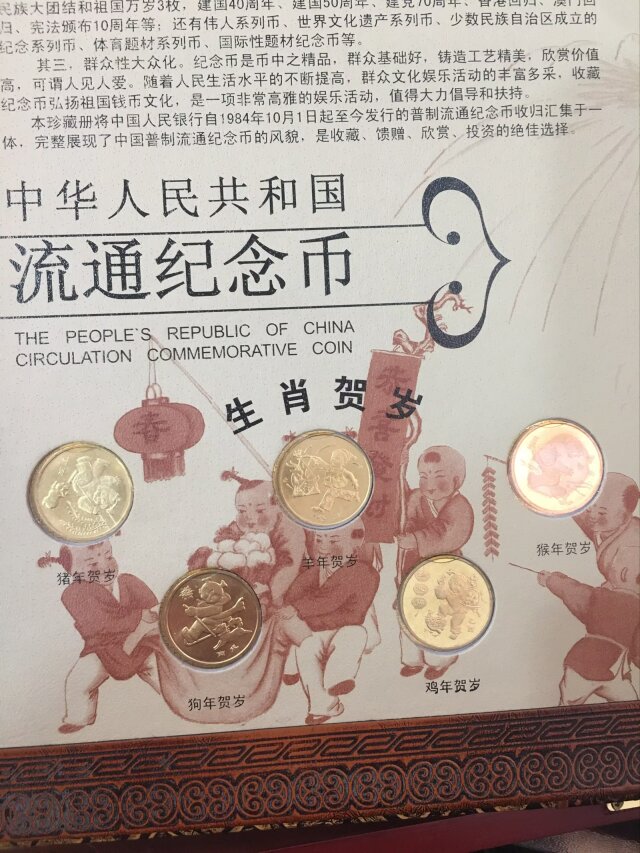 民族大团结和祖国万岁3枚，建国40周年、建国50周年、建党70周年、香港回归、澳门回
归、宪法颁布10周年等；还有伟人系列币、世界文化遗产系列币、少数民族自治区成立的
纪念系列币、体育题材系列币、国际性题材纪念币等。
其三，群众性大众化。纪念币是币中之精品，群众基础好，铸造工艺精美，欣赏价值
高，可谓人见人爱。随着人民生活水平的不断提高，群众文化娱乐活动的丰富多采，收藏
纪念币弘扬祖国钱币文化，是一项非常高雅的娱乐活动，值得大力倡导和扶持。
本珍藏册将中国人民银行自1984年10月1日起至今发行的普制流通纪念币收归汇集于一
体，完整展现了中国普制流通纪念币的风貌，是收藏、馈赠、欣赏、投资的绝佳选择。
中华人民共和国
流通纪念币
THE PEOPLE`S REPUBLIC OF CHINA
CIRCULATION COMMEMORATIVE COIN
生肖贺岁
恭喜发财
春
猪年贺岁
羊年贺岁
猴年贺岁
狗年贺岁
鸡年贺岁